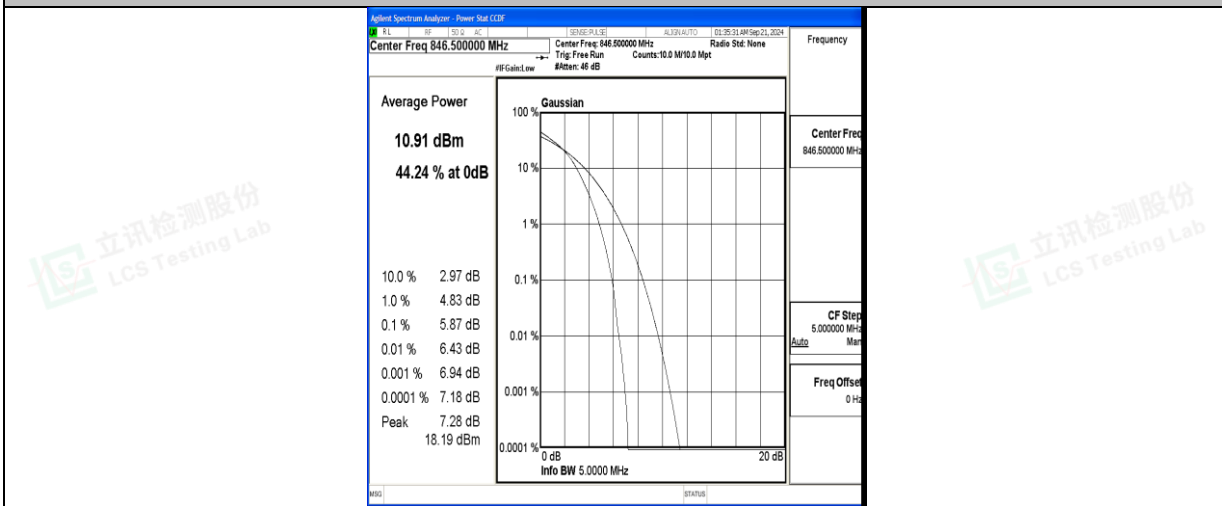 Agilent Spectrum Analyzer - Power Stat CCDF
RL RF 50 Ω AC SENSE:PULSE ALIGN AUTO 01:35:31 AM Sep 21, 2024
Center Freq 846.500000 MHz
Center Freq: 846.500000 MHz Radio Std: None
Trig: Free Run Counts:10.0 M/10.0 Mpt
#IFGain:Low #Atten: 46 dB
Frequency
Average Power
10.91 dBm
44.24 % at 0dB
10.0 % 2.97 dB
1.0 % 4.83 dB
0.1 % 5.87 dB
0.01 % 6.43 dB
0.001 % 6.94 dB
0.0001 % 7.18 dB
Peak 7.28 dB
18.19 dBm
Gaussian
100 %
10 %
1 %
0.1 %
0.01 %
0.001 %
0.0001 %
0 dB 20 dB
Info BW 5.0000 MHz
Center Freq
846.500000 MHz
CF Step
5.000000 MHz
Auto Man
Freq Offset
0 Hz
MSG STATUS
立讯检测股份
LCS Testing Lab
立讯检测股份
LCS Testing Lab